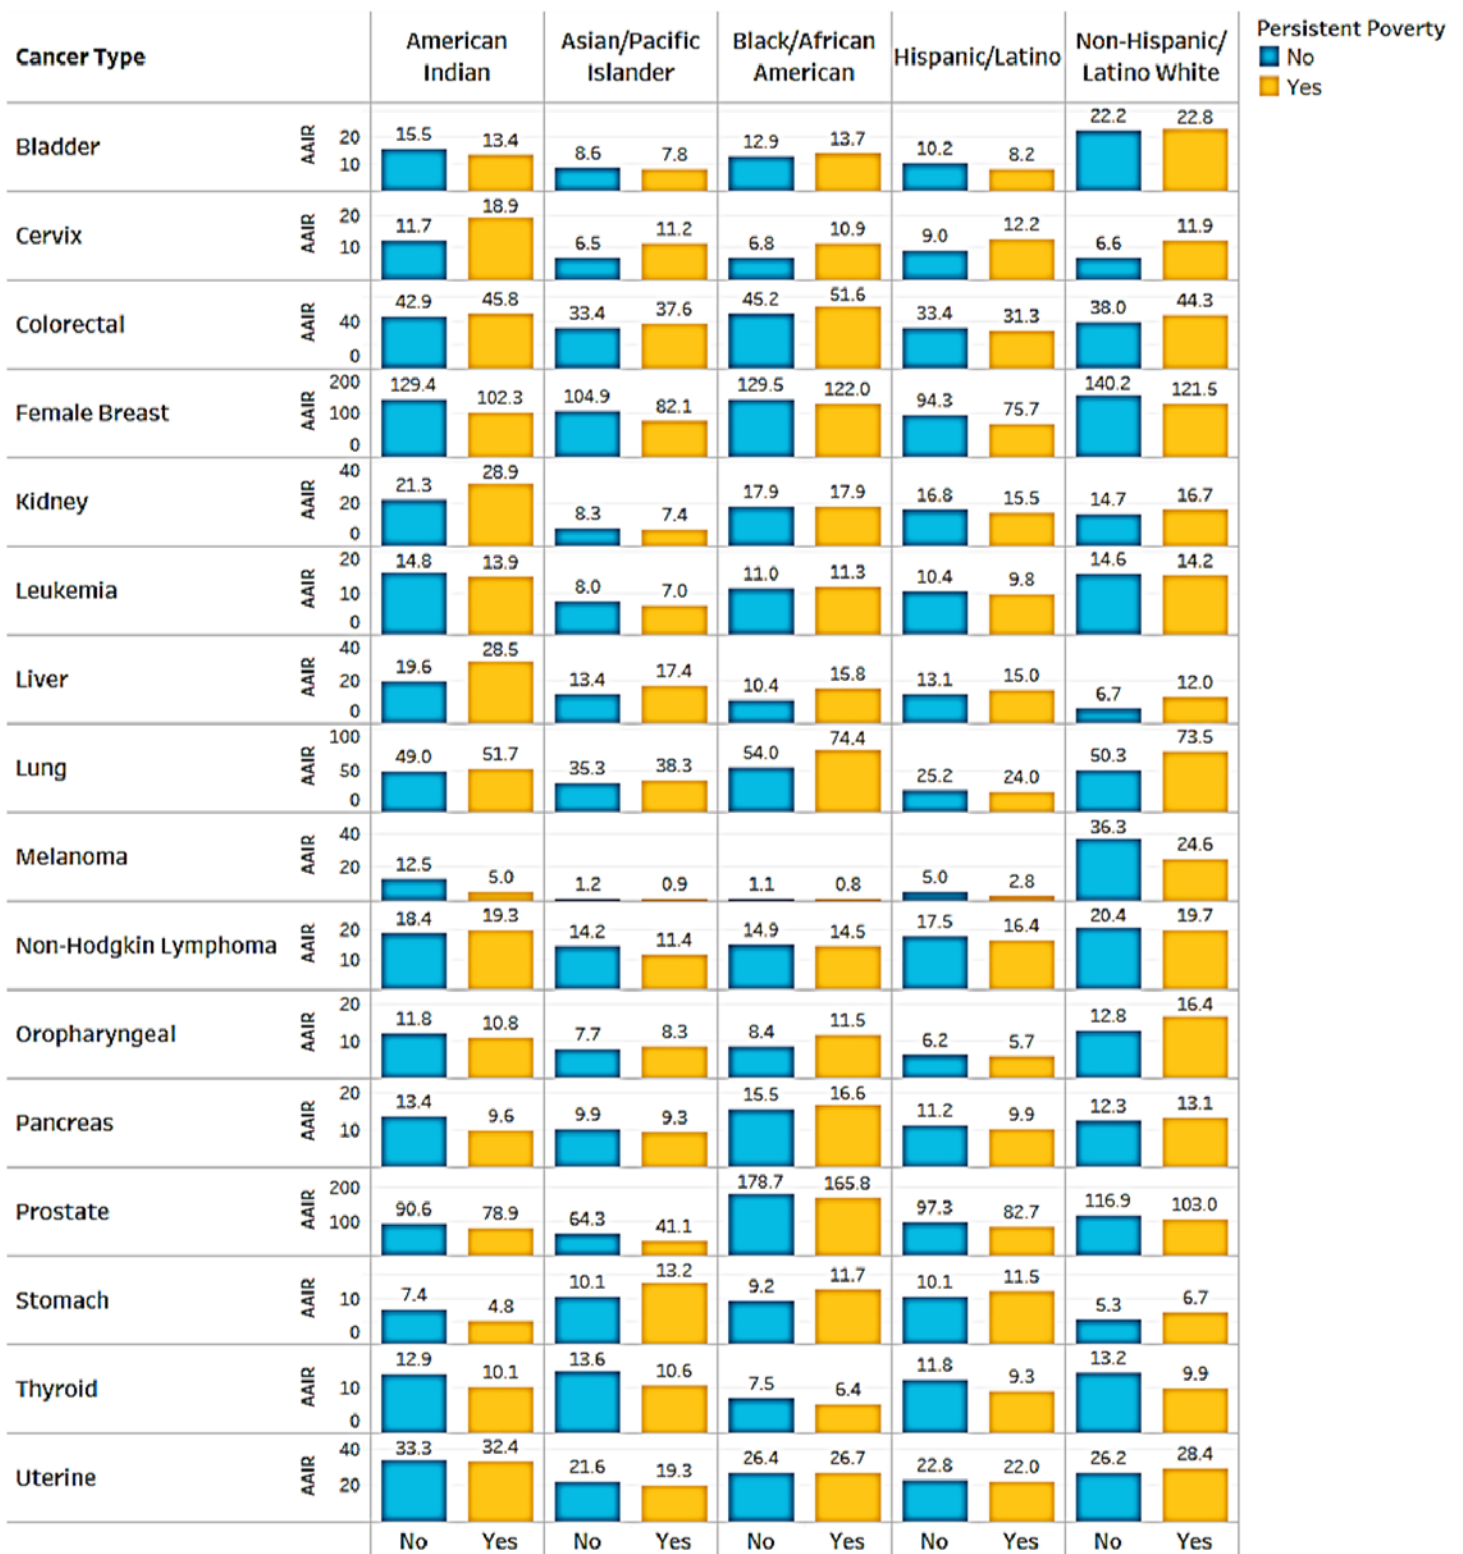 Cancer Type
American
Indian
Asian/Pacific
Islander
Black/African
American
Hispanic/Latino
Non-Hispanic/
Latino White
Persistent Poverty
No
Yes
Bladder AAIR 20 10 15.5 13.4 8.6 7.8 12.9 13.7 10.2 8.2 22.2 22.8
Cervix AAIR 20 10 11.7 18.9 6.5 11.2 6.8 10.9 9.0 12.2 6.6 11.9
Colorectal AAIR 40 0 42.9 45.8 33.4 37.6 45.2 51.6 33.4 31.3 38.0 44.3
Female Breast AAIR 200 100 0 129.4 102.3 104.9 82.1 129.5 122.0 94.3 75.7 140.2 121.5
Kidney AAIR 40 20 0 21.3 28.9 8.3 7.4 17.9 17.9 16.8 15.5 14.7 16.7
Leukemia AAIR 20 10 0 14.8 13.9 8.0 7.0 11.0 11.3 10.4 9.8 14.6 14.2
Liver AAIR 40 20 0 19.6 28.5 13.4 17.4 10.4 15.8 13.1 15.0 6.7 12.0
Lung AAIR 100 50 0 49.0 51.7 35.3 38.3 54.0 74.4 25.2 24.0 50.3 73.5
Melanoma AAIR 40 20 12.5 5.0 1.2 0.9 1.1 0.8 5.0 2.8 36.3 24.6
Non-Hodgkin Lymphoma AAIR 20 10 18.4 19.3 14.2 11.4 14.9 14.5 17.5 16.4 20.4 19.7
Oropharyngeal AAIR 20 10 11.8 10.8 7.7 8.3 8.4 11.5 6.2 5.7 12.8 16.4
Pancreas AAIR 20 10 13.4 9.6 9.9 9.3 15.5 16.6 11.2 9.9 12.3 13.1
Prostate AAIR 200 100 90.6 78.9 64.3 41.1 178.7 165.8 97.3 82.7 116.9 103.0
Stomach AAIR 10 0 7.4 4.8 10.1 13.2 9.2 11.7 10.1 11.5 5.3 6.7
Thyroid AAIR 10 0 12.9 10.1 13.6 10.6 7.5 6.4 11.8 9.3 13.2 9.9
Uterine AAIR 40 20 33.3 32.4 21.6 19.3 26.4 26.7 22.8 22.0 26.2 28.4
No Yes No Yes No Yes No Yes No Yes